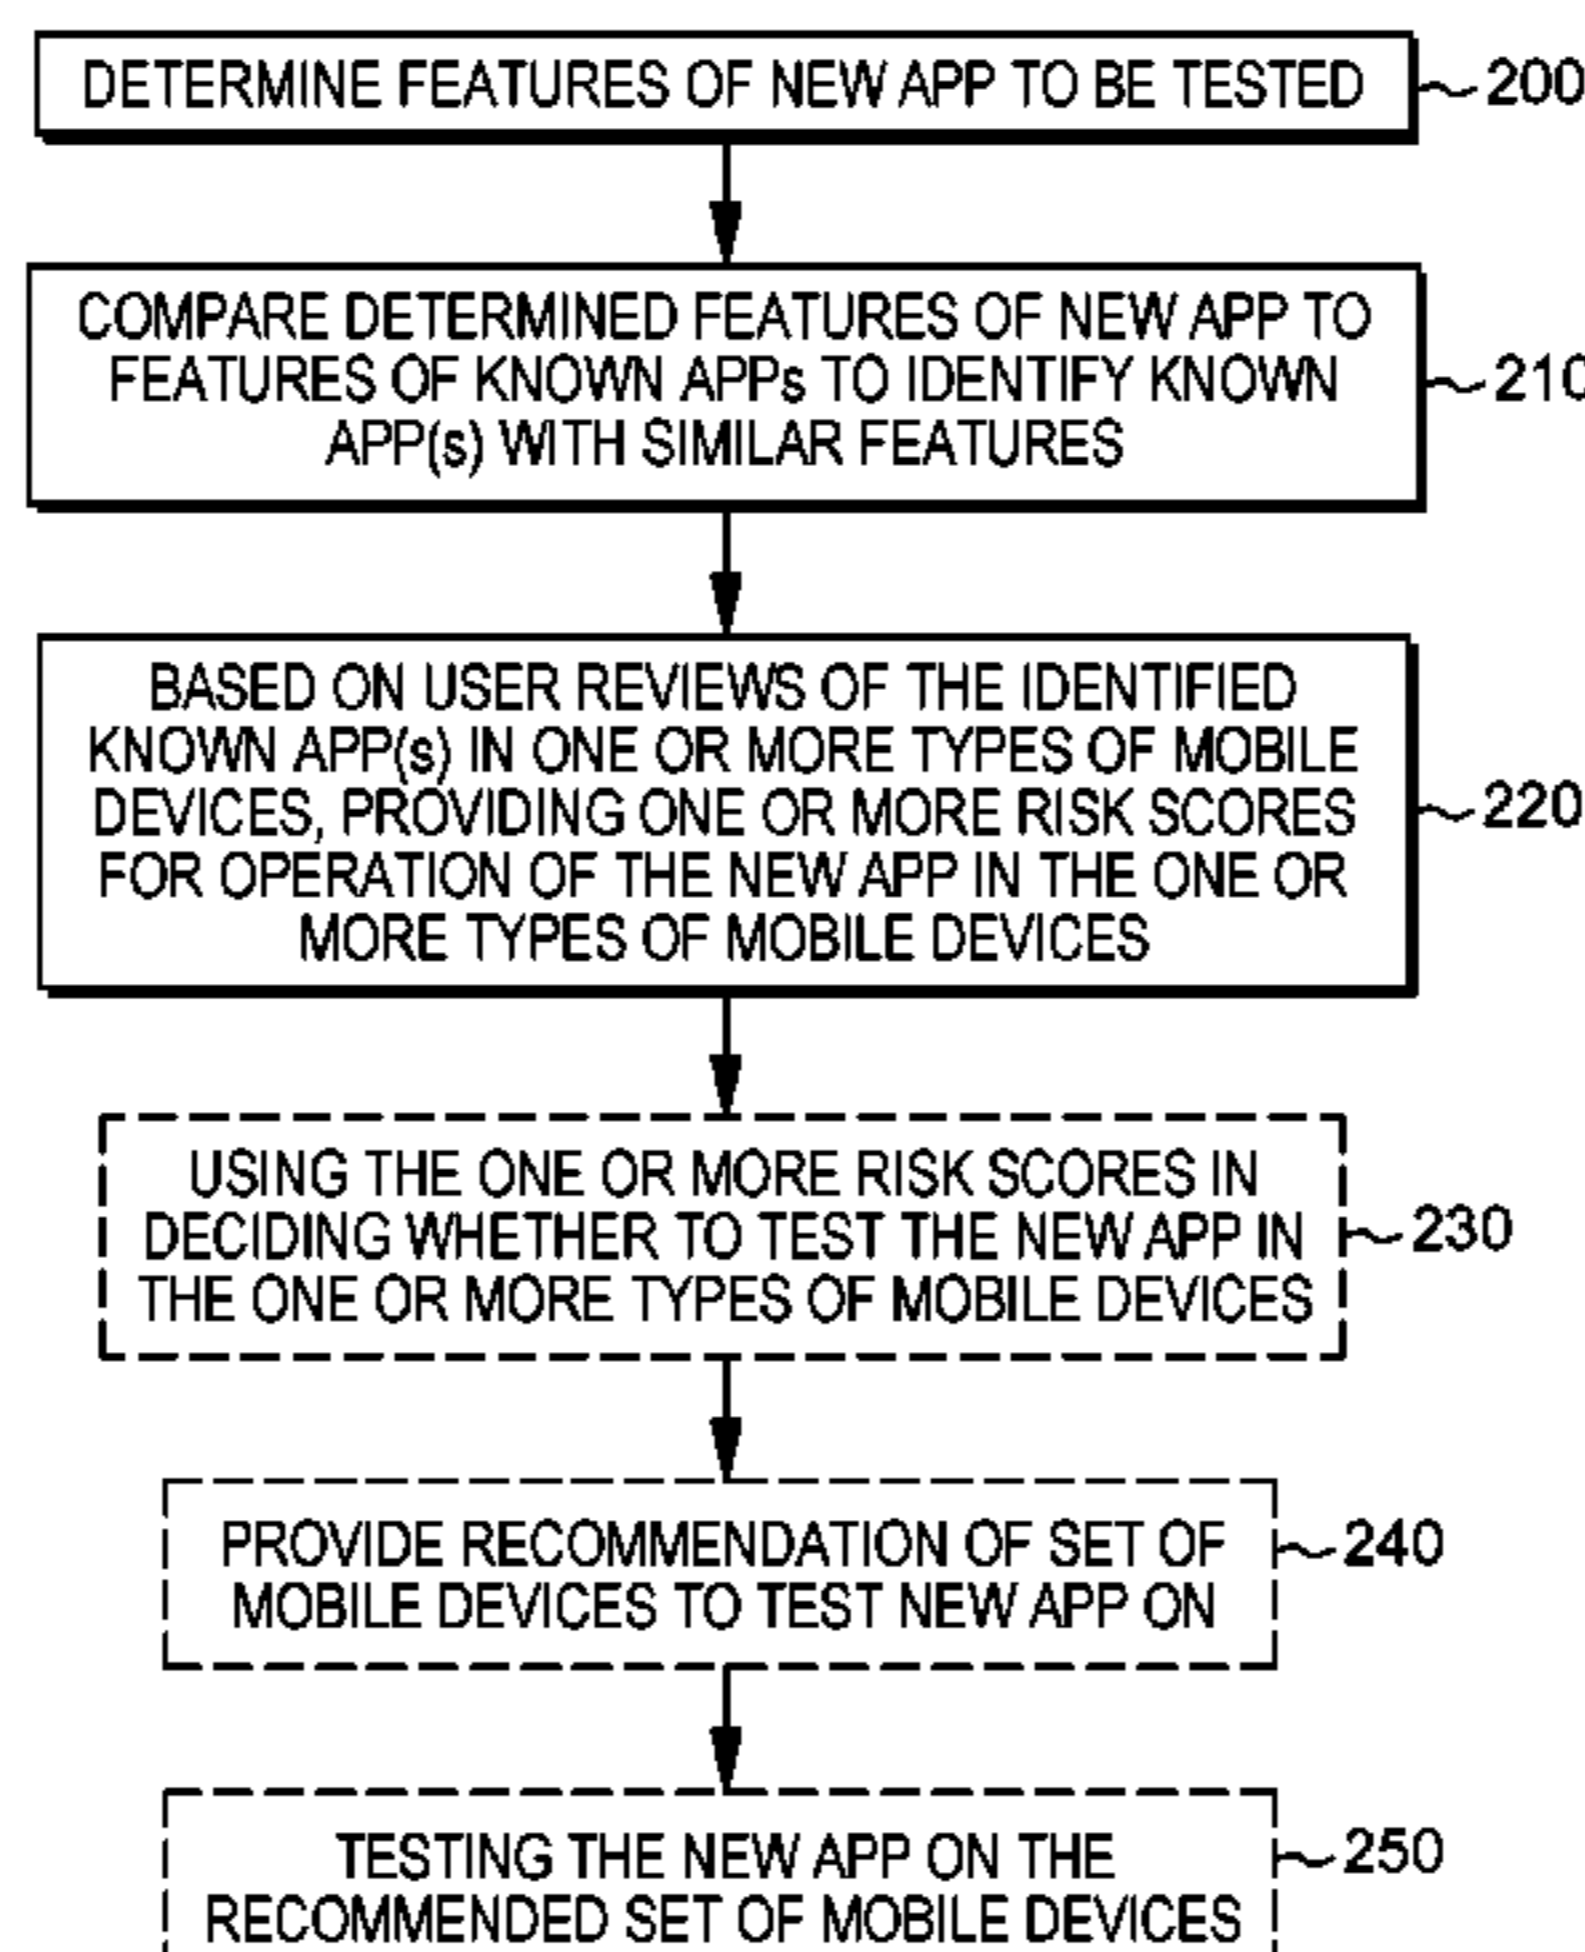 DETERMINE FEATURES OF NEW APP TO BE TESTED
200
COMPARE DETERMINED FEATURES OF NEW APP TO
FEATURES OF KNOWN APPs TO IDENTIFY KNOWN
APP(s) WITH SIMILAR FEATURES
210
BASED ON USER REVIEWS OF THE IDENTIFIED
KNOWN APP(s) IN ONE OR MORE TYPES OF MOBILE
DEVICES, PROVIDING ONE OR MORE RISK SCORES
FOR OPERATION OF THE NEW APP IN THE ONE OR
MORE TYPES OF MOBILE DEVICES
220
USING THE ONE OR MORE RISK SCORES IN
DECIDING WHETHER TO TEST THE NEW APP IN
THE ONE OR MORE TYPES OF MOBILE DEVICES
230
PROVIDE RECOMMENDATION OF SET OF
MOBILE DEVICES TO TEST NEW APP ON
240
TESTING THE NEW APP ON THE
RECOMMENDED SET OF MOBILE DEVICES
250